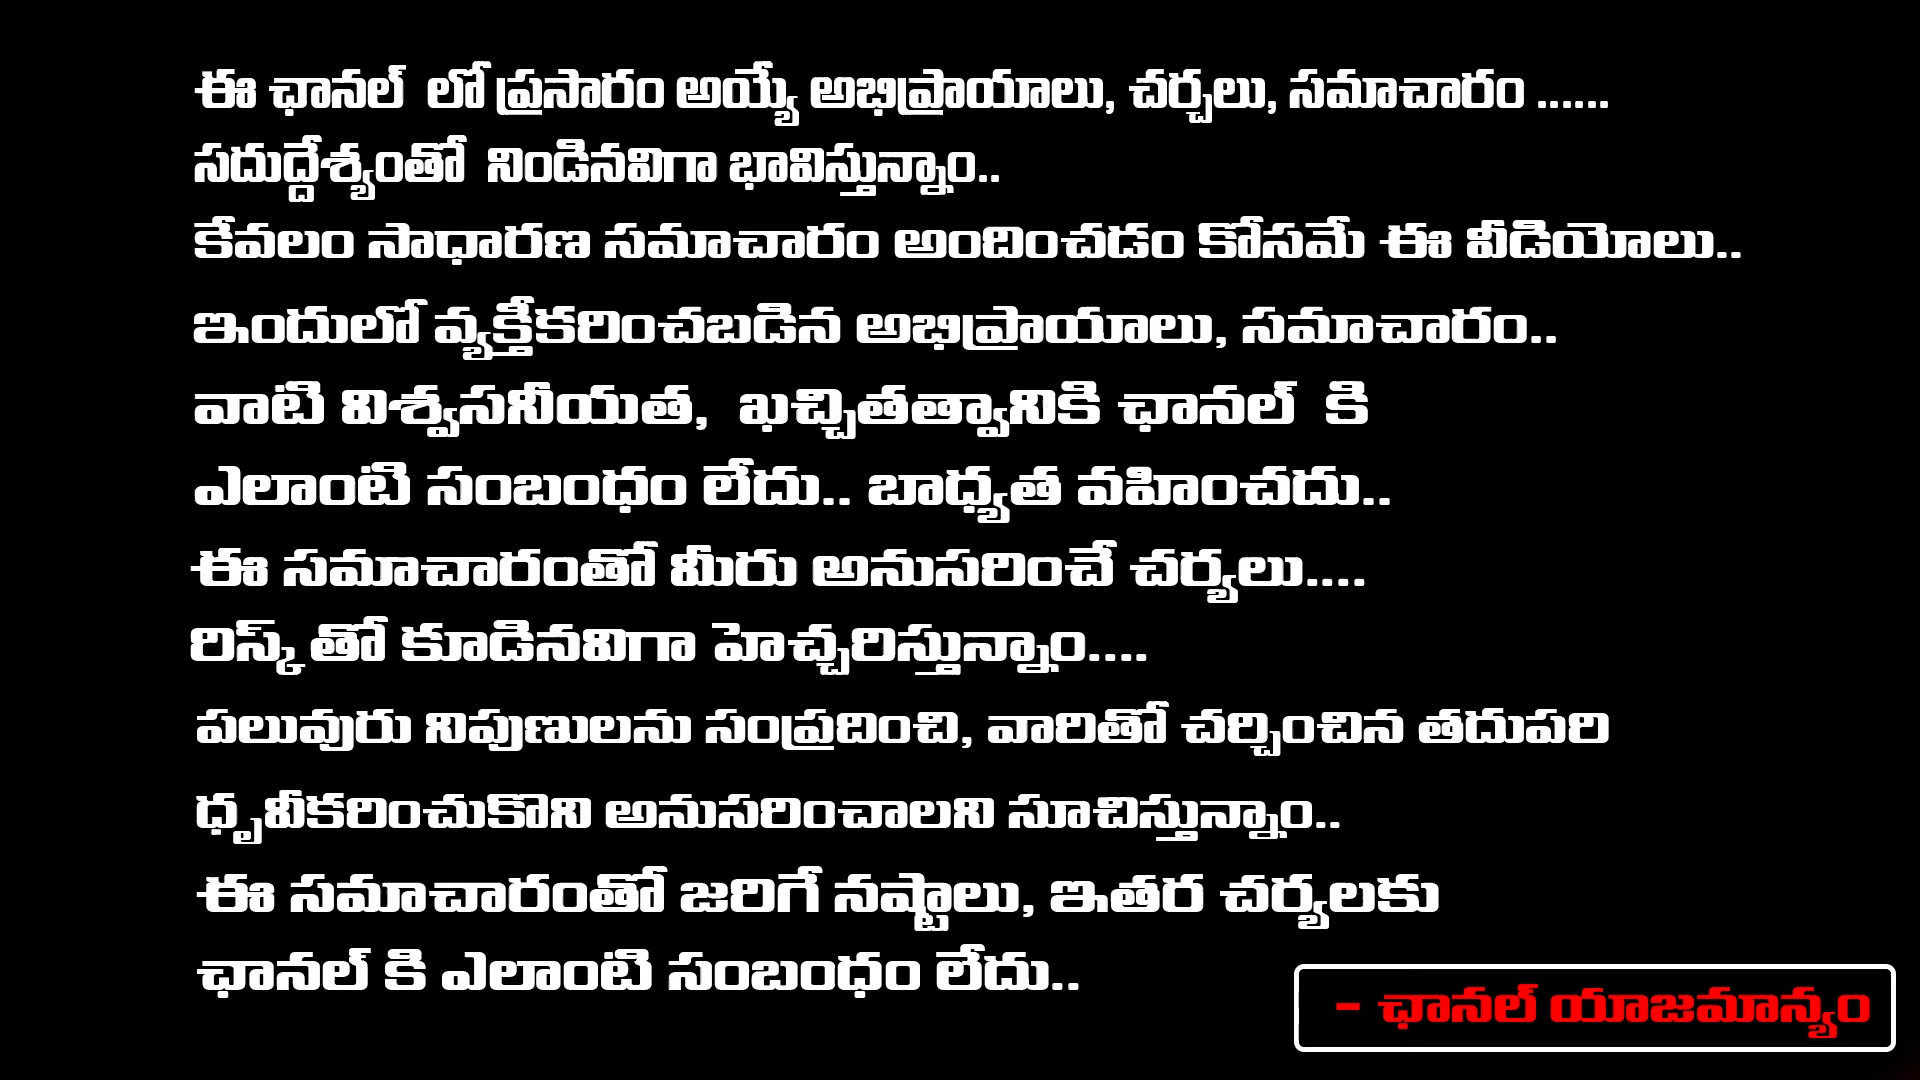 ఈ ఛానల్ లో ప్రసారం అయ్యే అభిప్రాయాలు, చర్చలు, సమాచారం ......
సదుద్దేశ్యంతో నిండినవిగా భావిస్తున్నాం..
కేవలం సాధారణ సమాచారం అందించడం కోసమే ఈ వీడియోలు..
ఇందులో వ్యక్తీకరించబడిన అభిప్రాయాలు, సమాచారం..
వాటి విశ్వసనీయత, ఖచ్చితత్వానికి ఛానల్ కి
ఎలాంటి సంబంధం లేదు.. బాధ్యత వహించదు..
ఈ సమాచారంతో మీరు అనుసరించే చర్యలు....
రిస్క్ తో కూడినవిగా హెచ్చరిస్తున్నాం....
పలువురు నిపుణులను సంప్రదించి, వారితో చర్చించిన తదుపరి
ధృవీకరించుకొని అనుసరించాలని సూచిస్తున్నాం..
ఈ సమాచారంతో జరిగే నష్టాలు, ఇతర చర్యలకు
ఛానల్ కి ఎలాంటి సంబంధం లేదు..
- ఛానల్ యాజమాన్యం